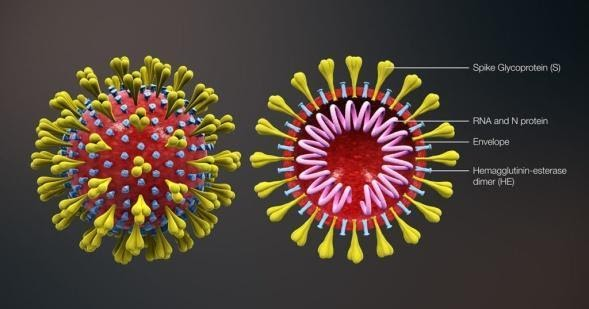 Spike Glycoprotein (S)
RNA and N protein
Envelope
Hemagglutinin-esterase
dimer (HE)